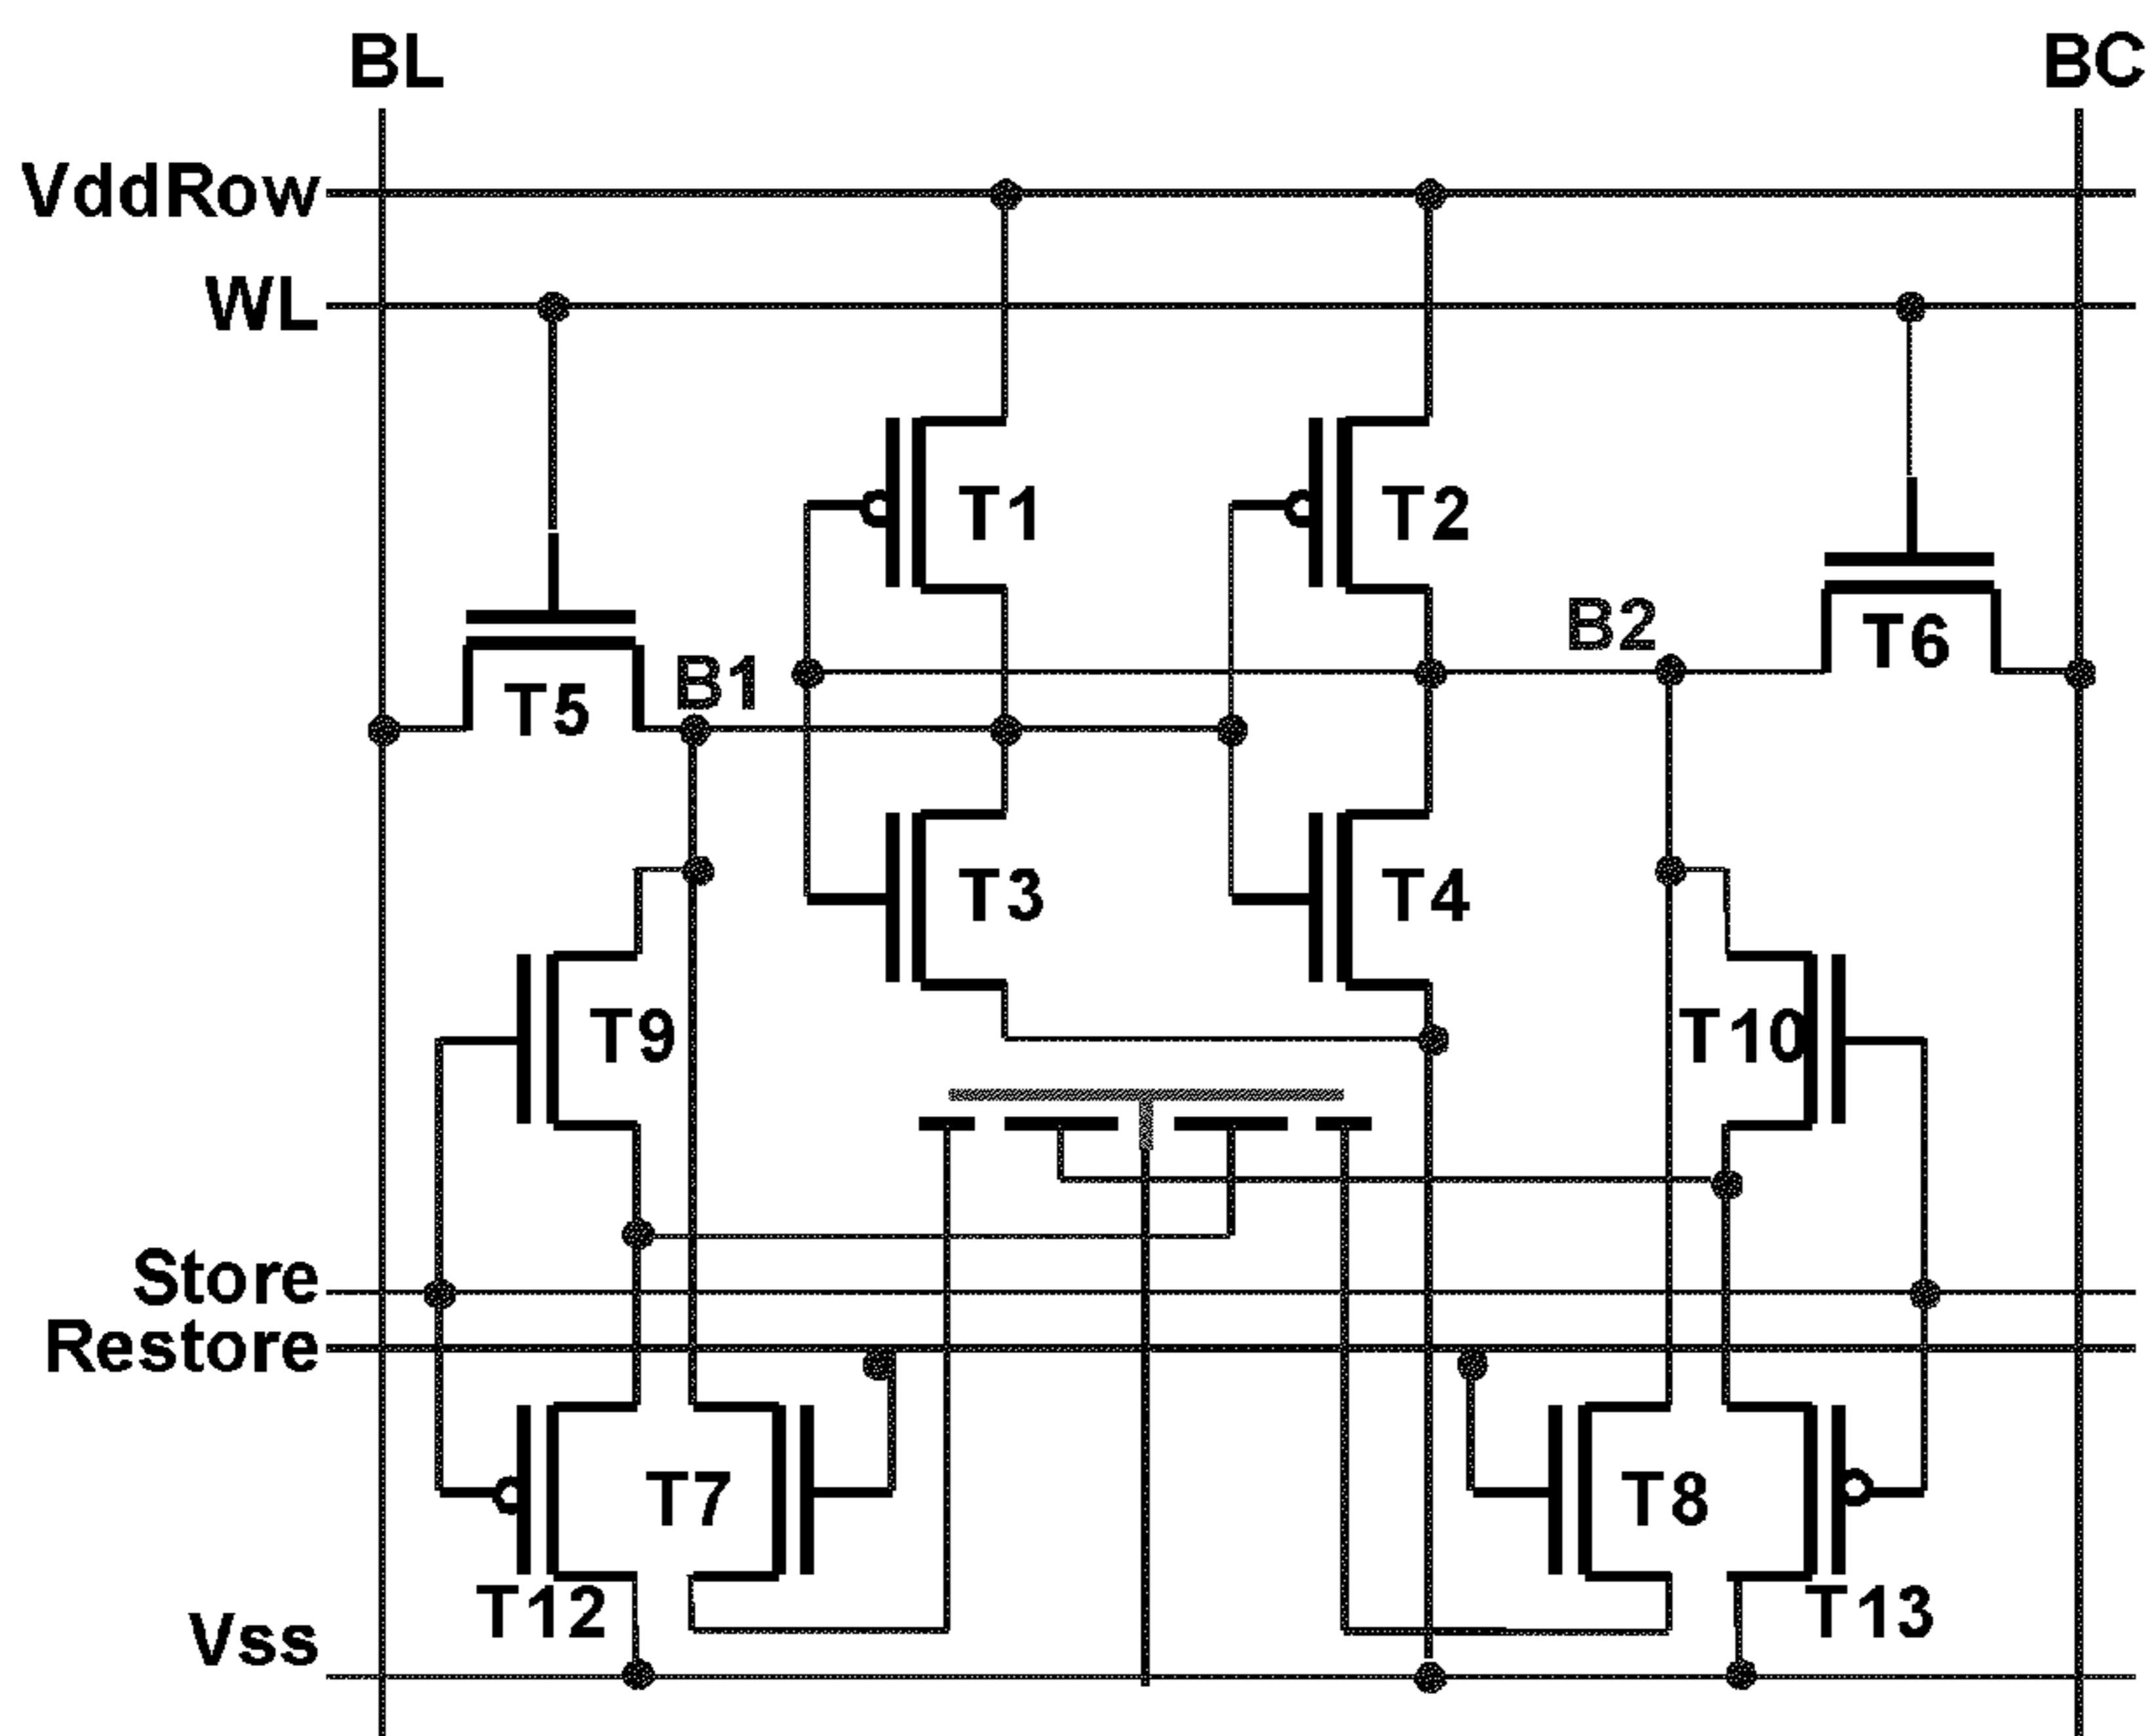 BL
BC
VddRow
WL
T1
T2
B2
T6
B1
T5
T3
T4
T9
T10
Store
Restore
T7
T8
T12
T13
Vss